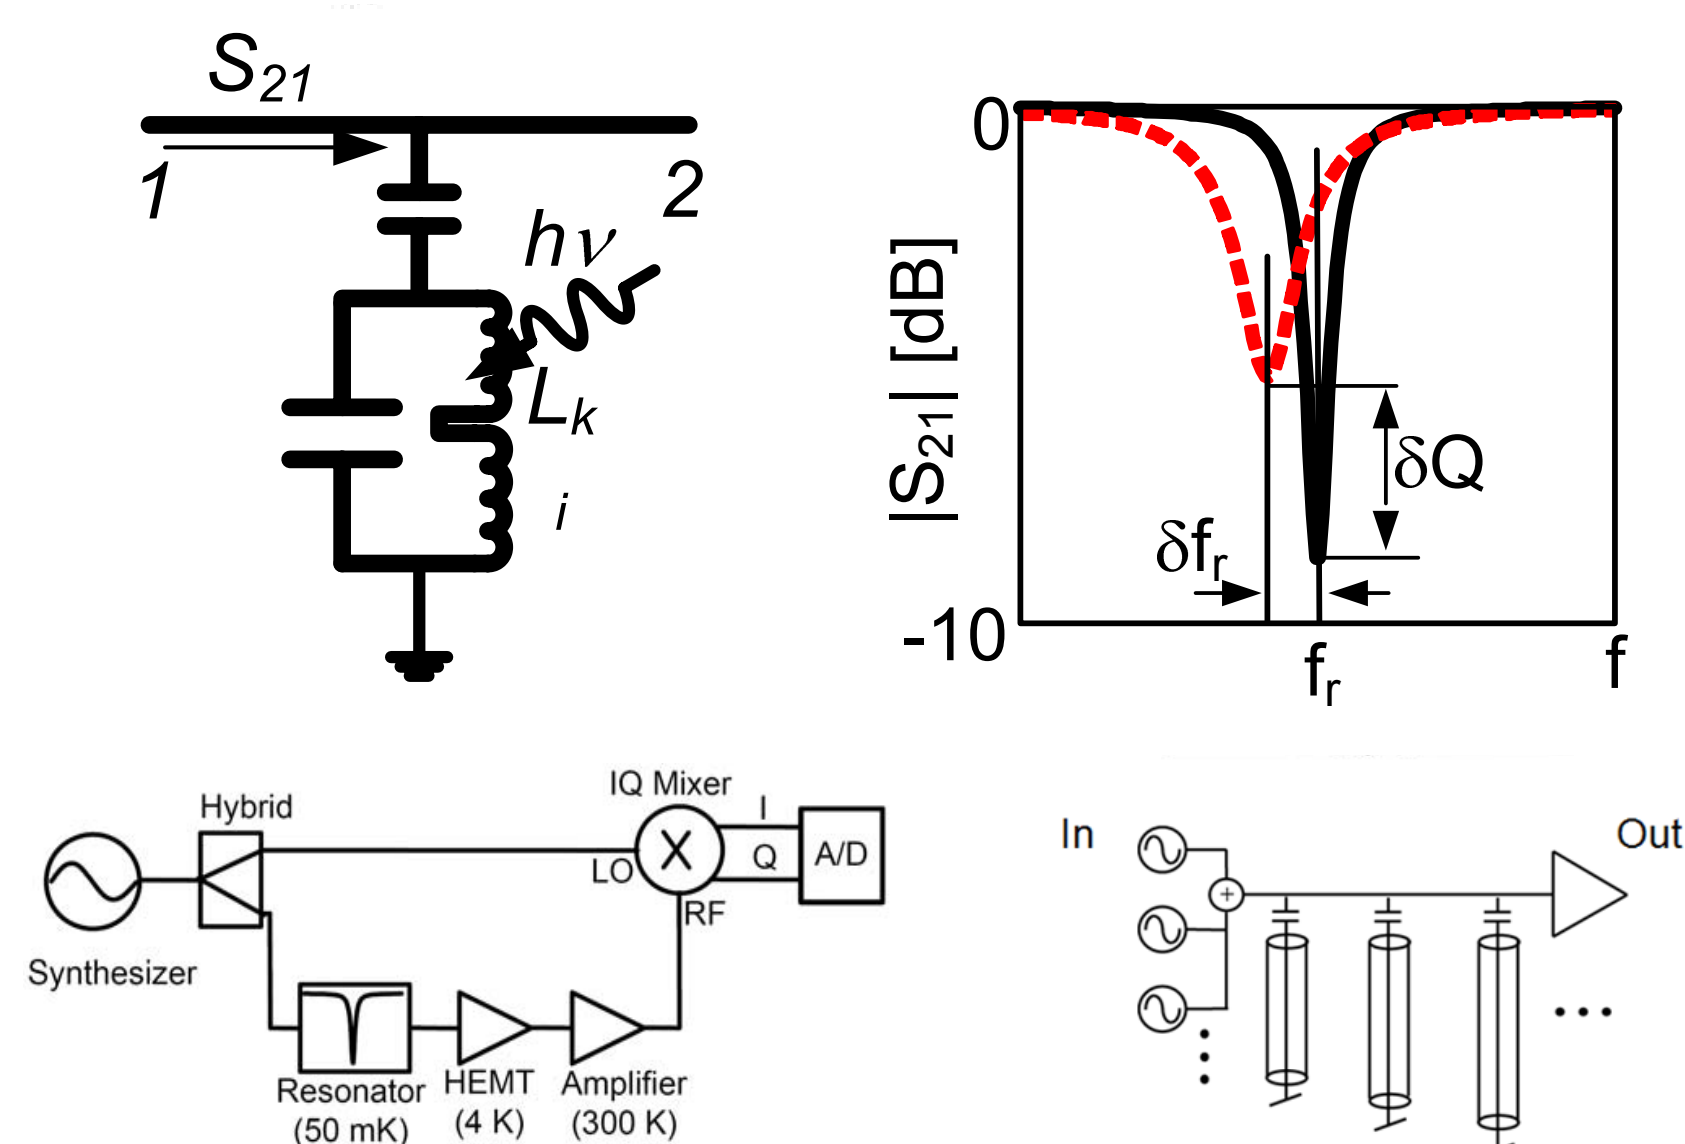 S21
1
2
hν
Lk
i
0
|S21| [dB]
δQ
δfr
-10
fr
f
IQ Mixer
Hybrid
I
Q
A/D
LO
RF
Synthesizer
Resonator
(50 mK)
HEMT
(4 K)
Amplifier
(300 K)
In
Out